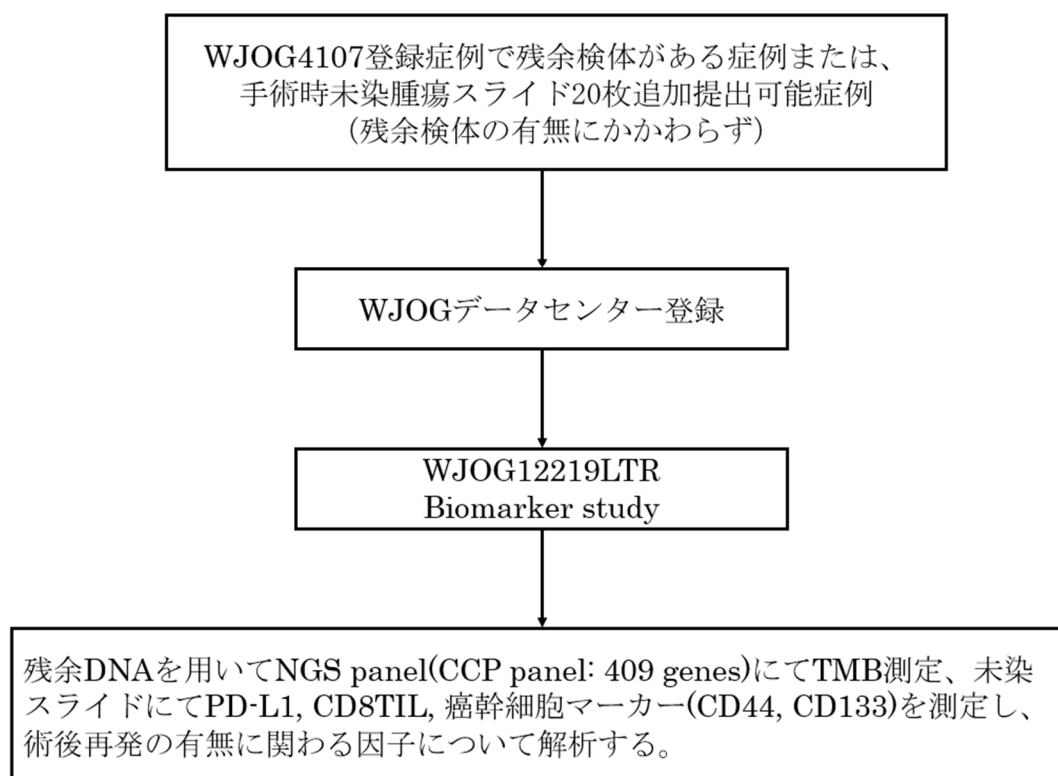 WJOG4107登録症例で残余検体がある症例または、
手術時未染腫瘍スライド20枚追加提出可能症例
（残余検体の有無にかかわらず）
WJOGデータセンター登録
WJOG12219LTR
Biomarker study
残余DNAを用いてNGS panel(CCP panel: 409 genes)にてTMB測定、未染
スライドにてPD-L1, CD8TIL, 癌幹細胞マーカー(CD44, CD133)を測定し、
術後再発の有無に関わる因子について解析する。